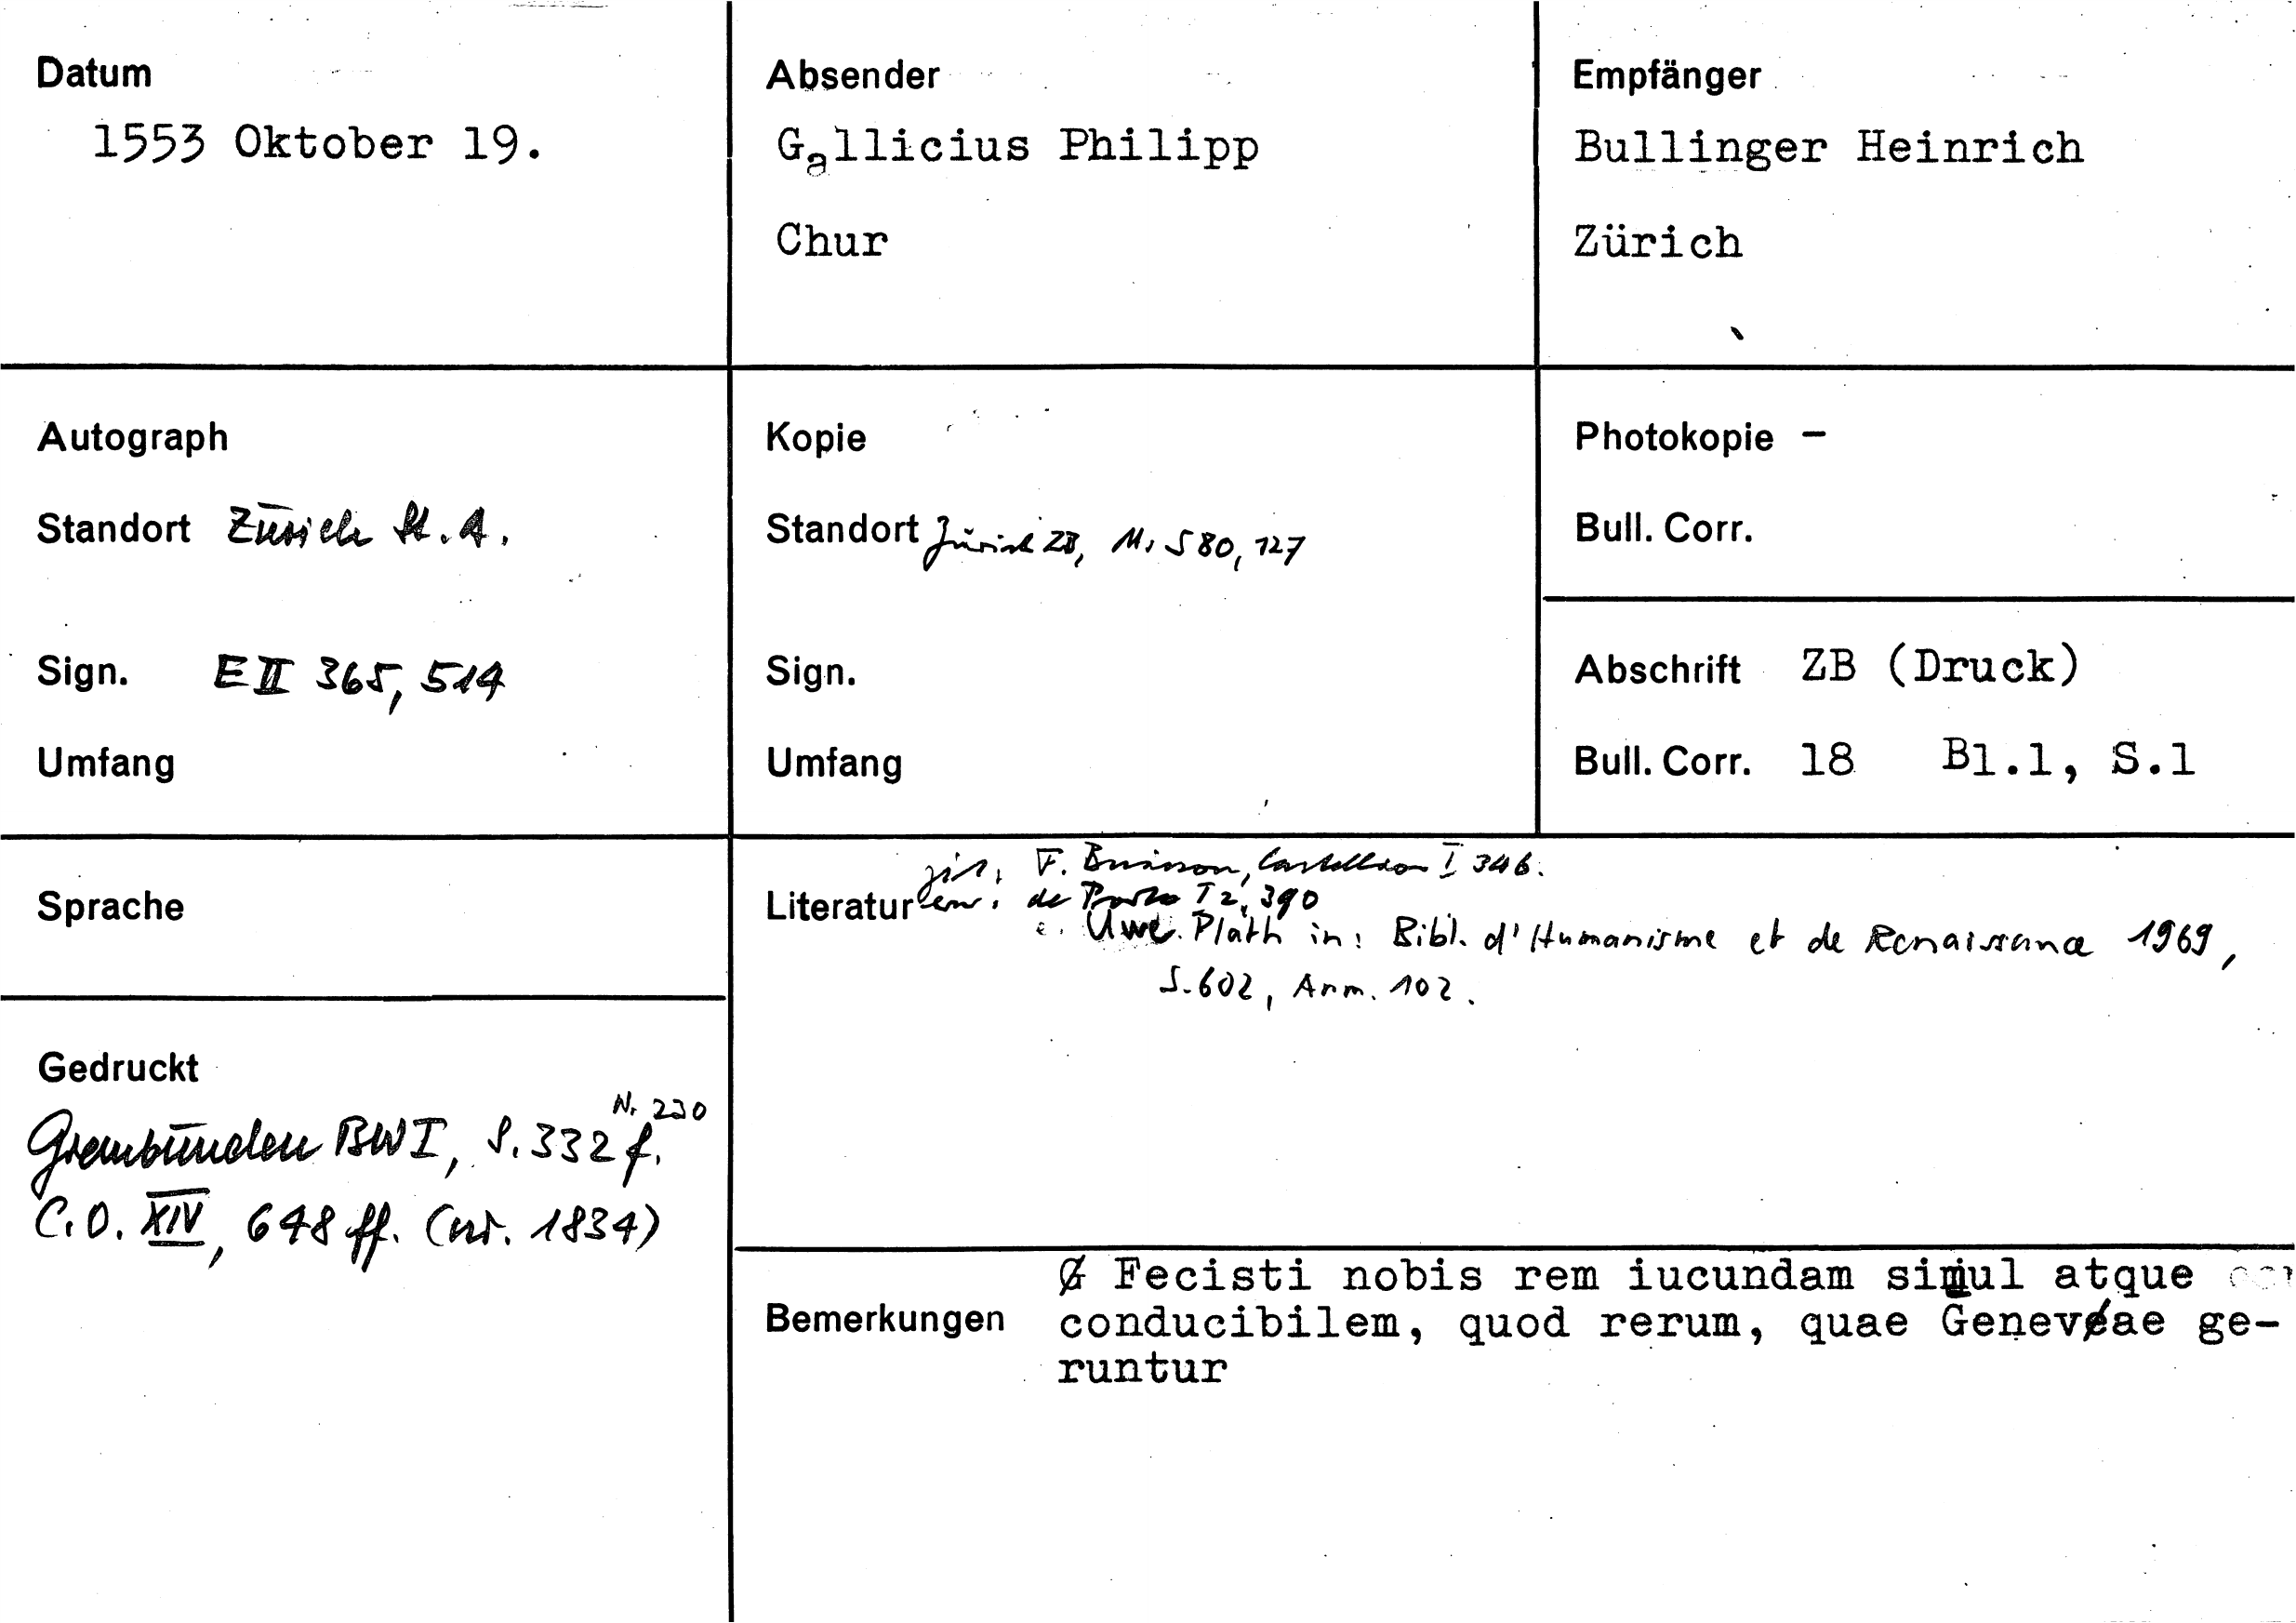 Datum
1553 Oktober 19.
Absender
Gallicius Philipp
Chur
Empfänger
Bullinger Heinrich
Zürich
Autograph
Standort Zürich St.A.
Sign. E II 365, 514
Umfang
Kopie
Standort Zürich ZB, Ms S 80, 127
Sign.
Umfang
Photokopie –
Bull. Corr.
Abschrift ZB (Druck)
Bull. Corr. 18 Bl.1, S.1
Sprache
Gedruckt
Nr 230
Graubünden BW I, S. 332 f.
C.O. XIV, 648 ff. (nr. 1834)
Literatur
zit. F. Buisson, Castellion I 346.
de Porta I 2, 390
Uwe Plath in: Bibl. d'Humanisme et de Renaissance 1969,
S. 602, Anm. 102.
Bemerkungen
Fecisti nobis rem iucundam simul atque
conducibilem, quod rerum, quae Genevae ge-
runtur